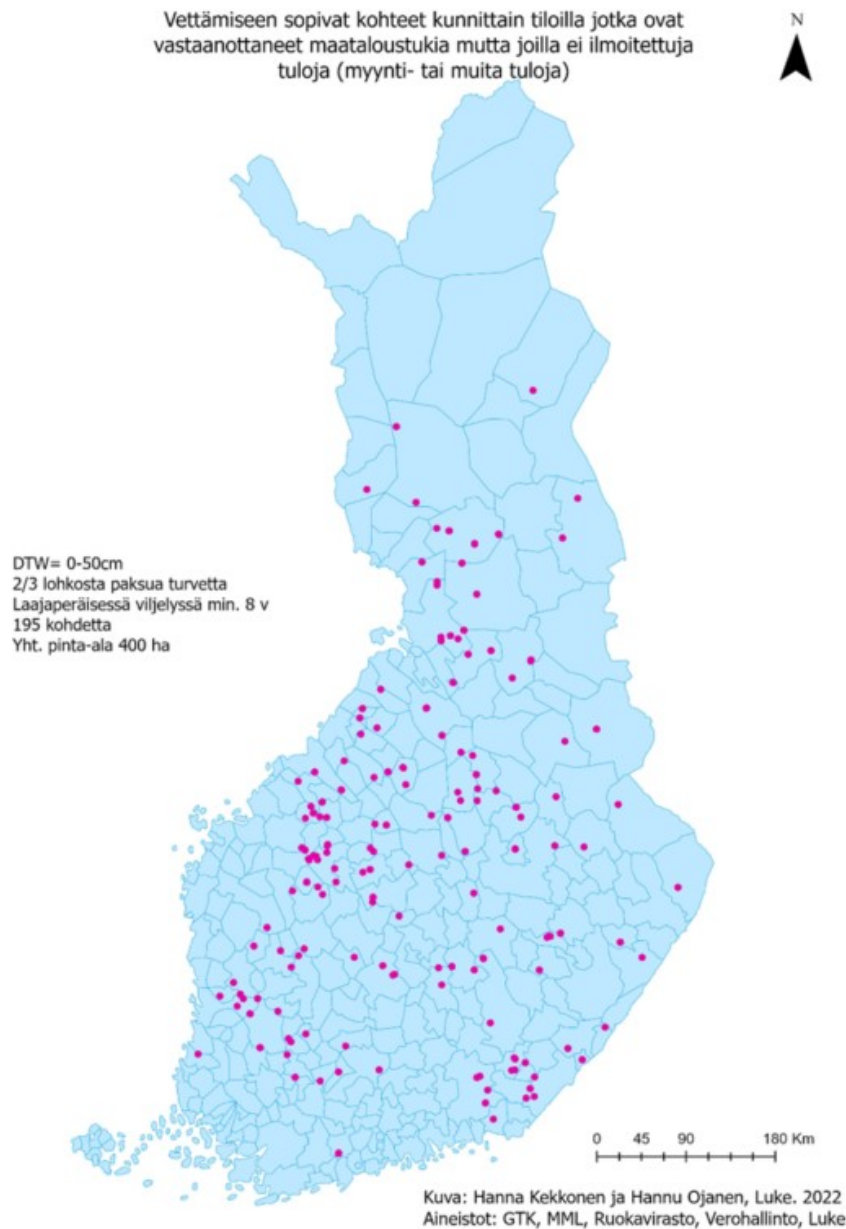 Vettämiseen sopivat kohteet kunnittain tiloilla jotka ovat
vastaanottaneet maataloustukia mutta joilla ei ilmoitettuja
tuloja (myynti- tai muita tuloja)
N
DTW= 0-50cm
2/3 lohkosta paksua turvetta
Laajaperäisessä viljelyssä min. 8 v
195 kohdetta
Yht. pinta-ala 400 ha
0 45 90 180 Km
Kuva: Hanna Kekkonen ja Hannu Ojanen, Luke. 2022
Aineistot: GTK, MML, Ruokavirasto, Verohallinto, Luke